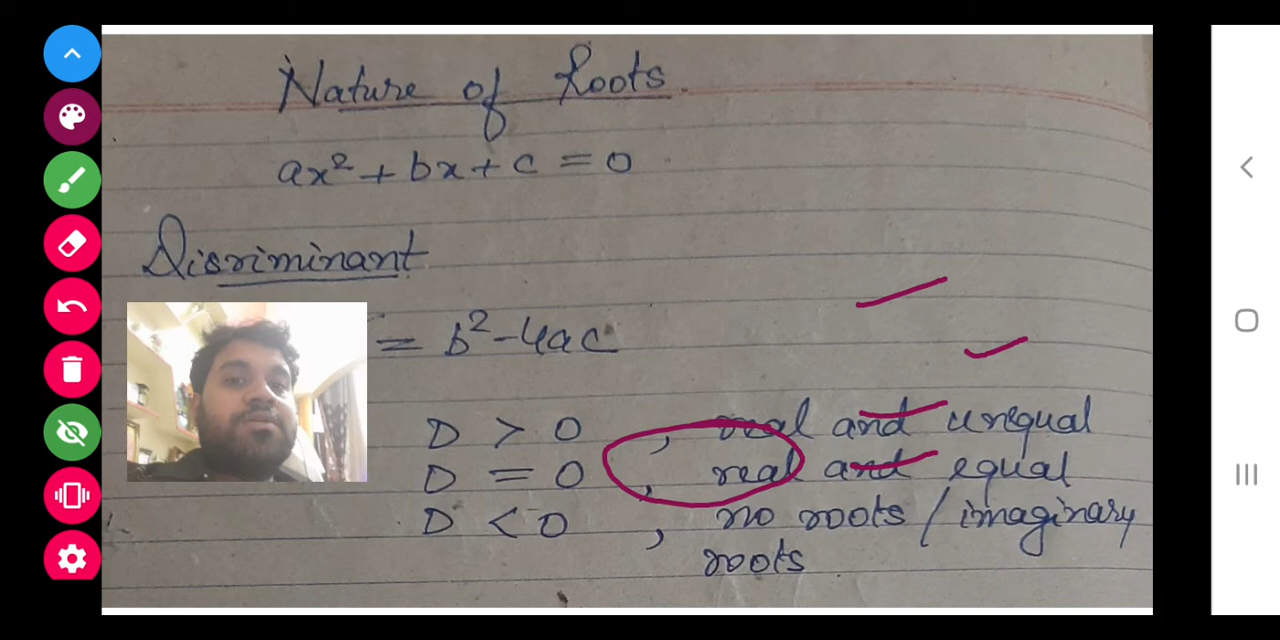 Nature of Roots.
ax² + bx + c = 0
Disriminant
= b² - 4ac
D > 0 , real and unequal
D = 0 , real and equal
D < 0 , no roots / imaginary
roots